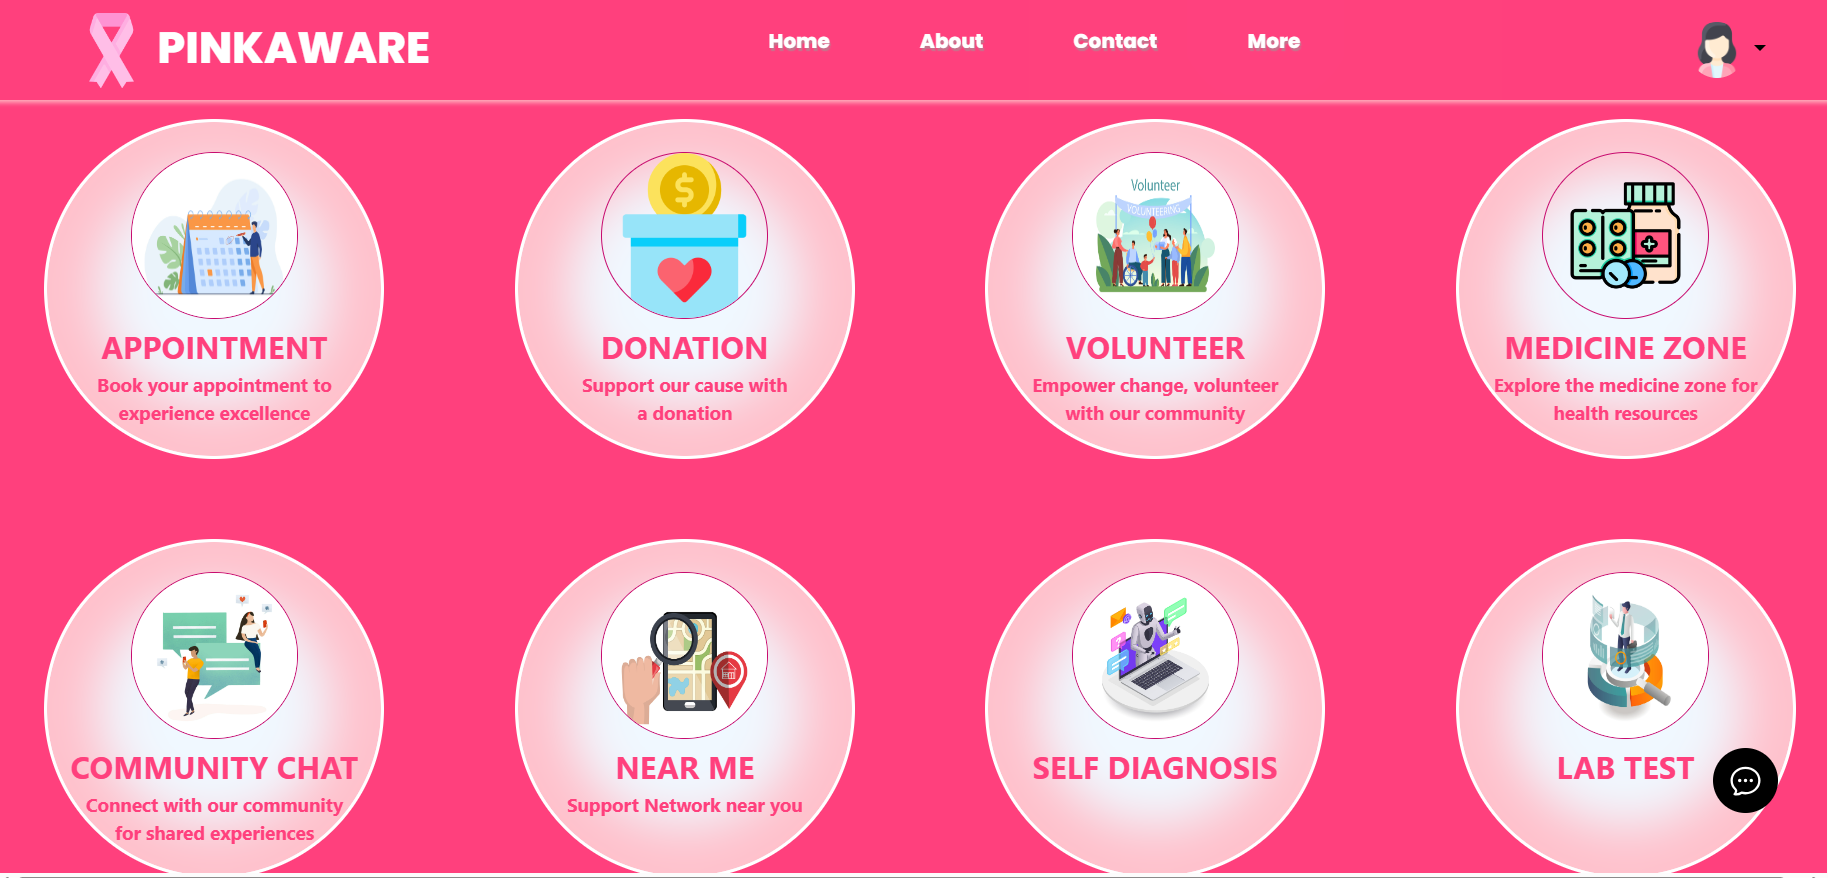 PINKAWARE
Home About Contact More
Volunteer
VOLUNTEERING
APPOINTMENT
Book your appointment to
experience excellence
DONATION
Support our cause with
a donation
VOLUNTEER
Empower change, volunteer
with our community
MEDICINE ZONE
Explore the medicine zone for
health resources
COMMUNITY CHAT
Connect with our community
for shared experiences
NEAR ME
Support Network near you
SELF DIAGNOSIS
LAB TEST